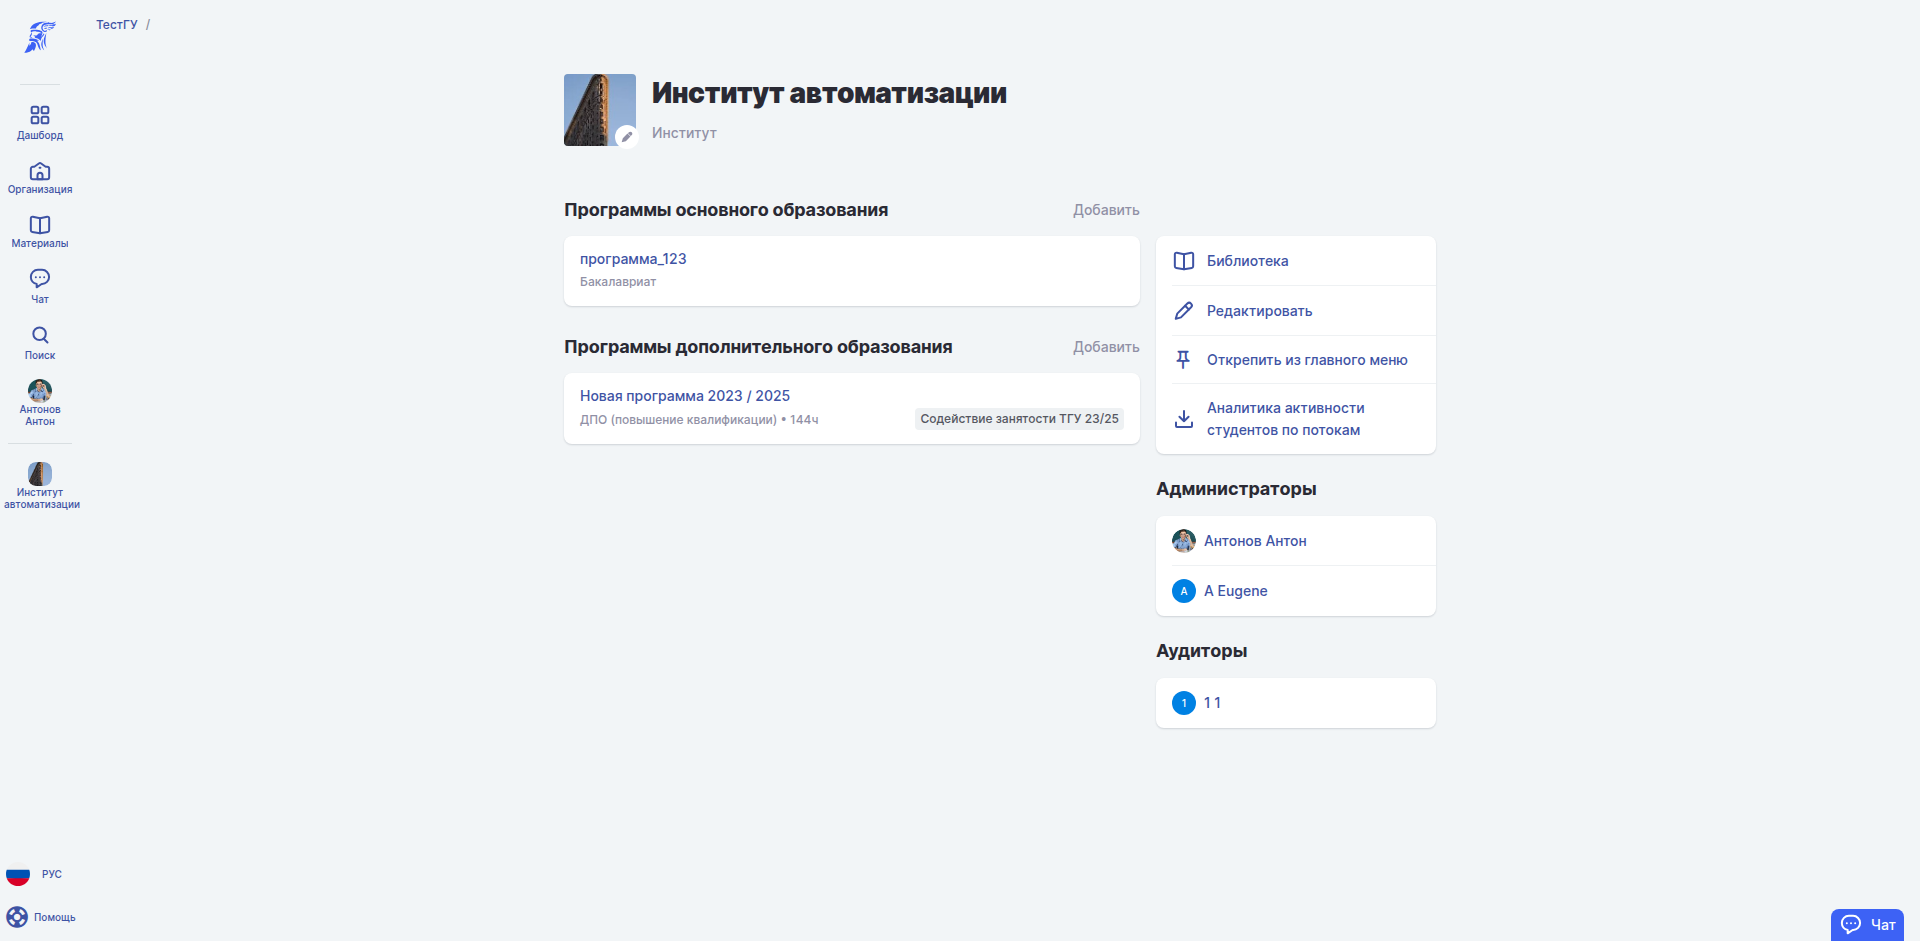 ТестГУ /
Дашборд
Организация
Материалы
Чат
Поиск
Антонов
Антон
Институт
автоматизации
РУС
Помощь
Институт автоматизации
Институт
Программы основного образования
Добавить
программа_123
Бакалавриат
Программы дополнительного образования
Добавить
Новая программа 2023 / 2025
ДПО (повышение квалификации) • 144ч
Содействие занятости ТГУ 23/25
Библиотека
Редактировать
Открепить из главного меню
Аналитика активности
студентов по потокам
Администраторы
Антонов Антон
A
A Eugene
Аудиторы
1
1 1
Чат